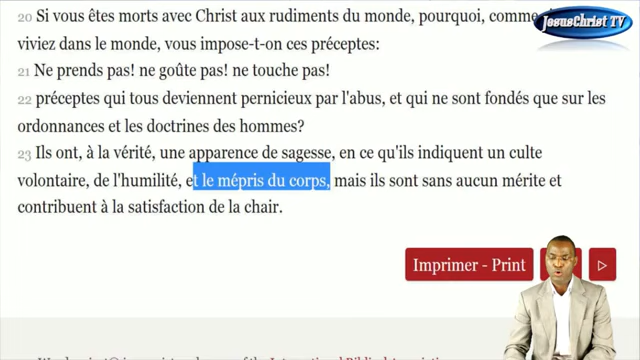 JesusChrist TV
20 Si vous êtes morts avec Christ aux rudiments du monde, pourquoi, comme
viviez dans le monde, vous impose-t-on ces préceptes:
21 Ne prends pas! ne goûte pas! ne touche pas!
22 préceptes qui tous deviennent pernicieux par l'abus, et qui ne sont fondés que sur les
ordonnances et les doctrines des hommes?
23 Ils ont, à la vérité, une apparence de sagesse, en ce qu'ils indiquent un culte
volontaire, de l'humilité, et le mépris du corps, mais ils sont sans aucun mérite et
contribuent à la satisfaction de la chair.
Imprimer - Print